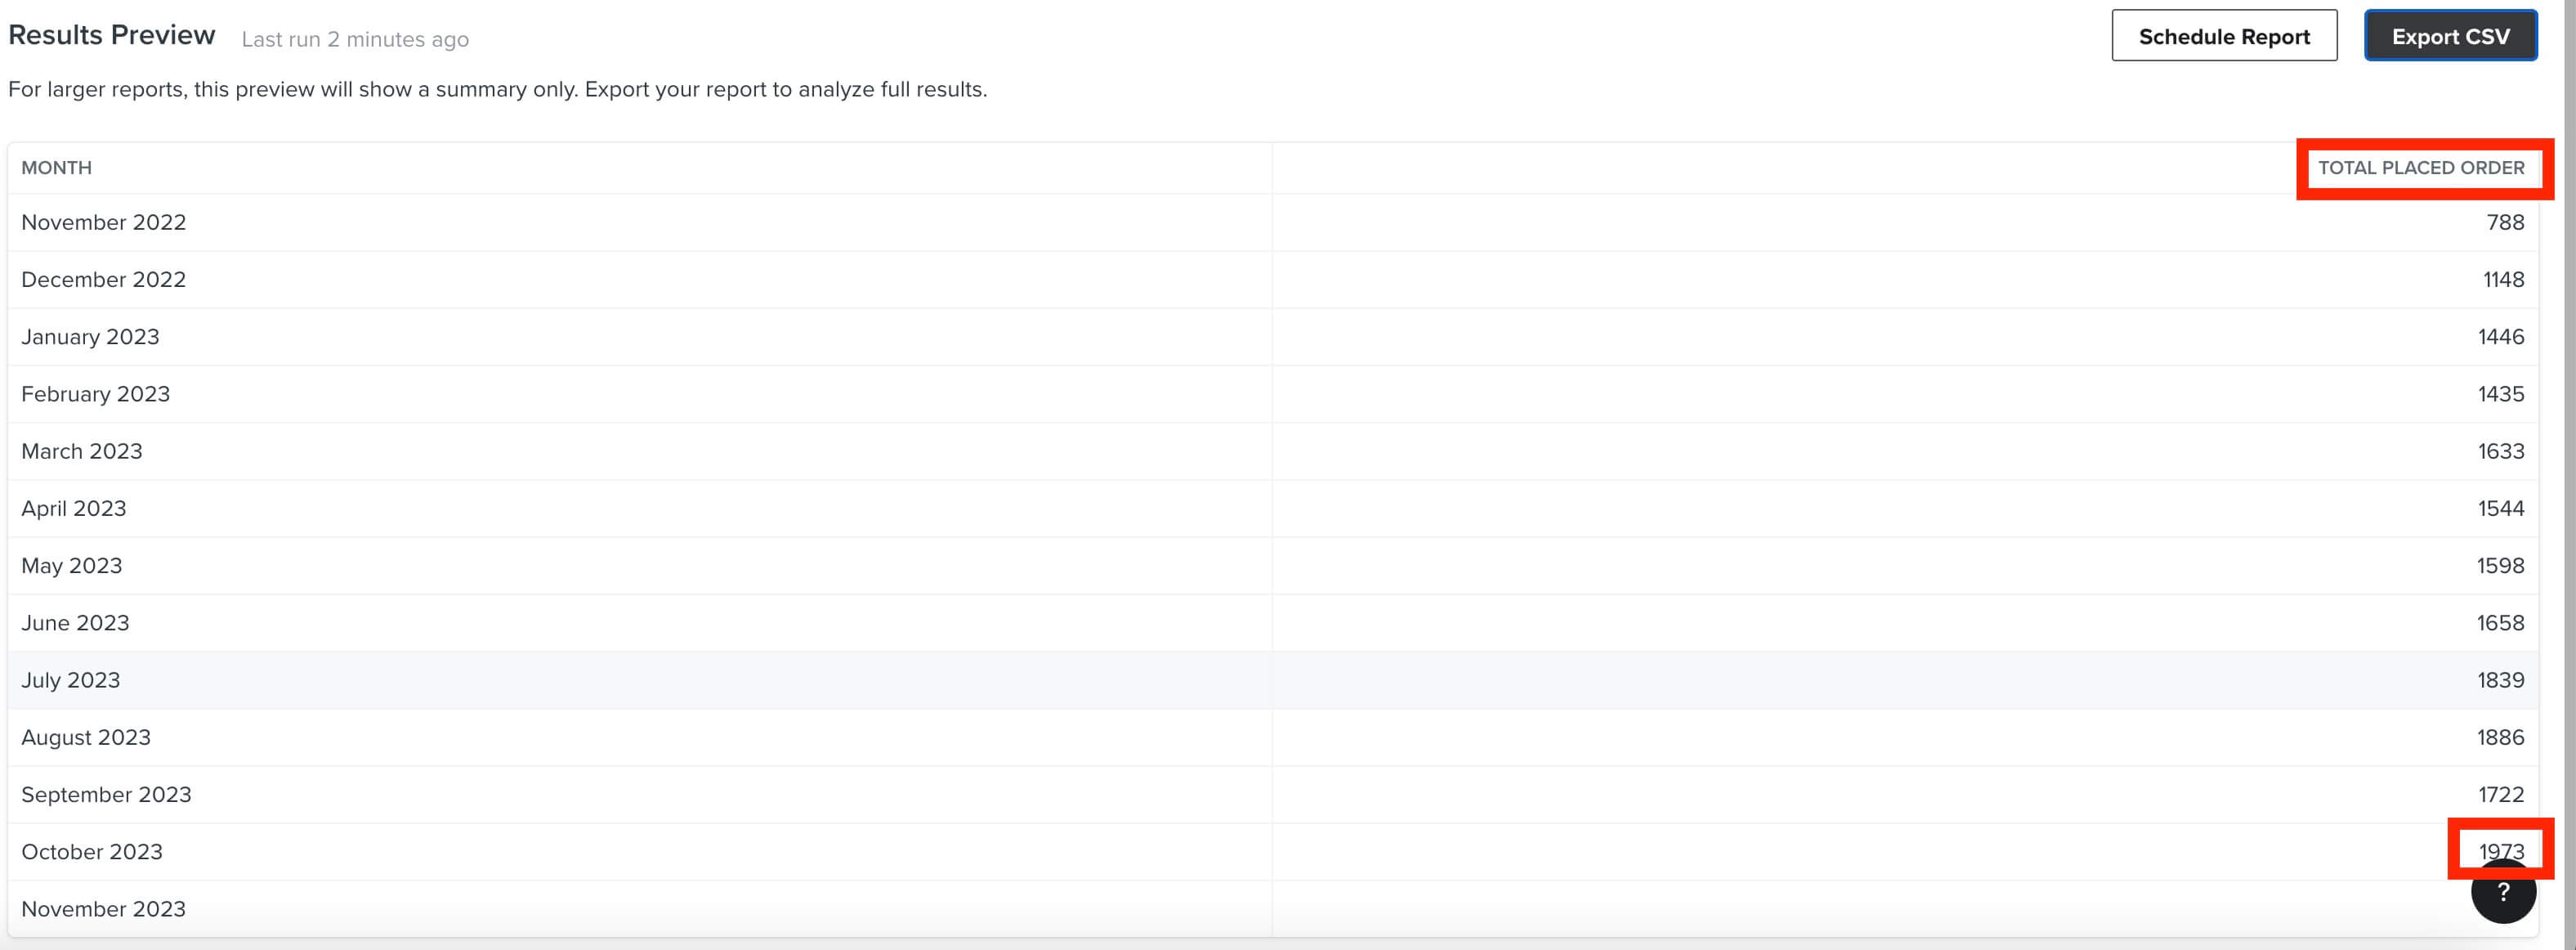 Results Preview Last run 2 minutes ago Schedule Report Export CSV
For larger reports, this preview will show a summary only. Export your report to analyze full results.
MONTH TOTAL PLACED ORDER
November 2022 788
December 2022 1148
January 2023 1446
February 2023 1435
March 2023 1633
April 2023 1544
May 2023 1598
June 2023 1658
July 2023 1839
August 2023 1886
September 2023 1722
October 2023 1973
November 2023 ?